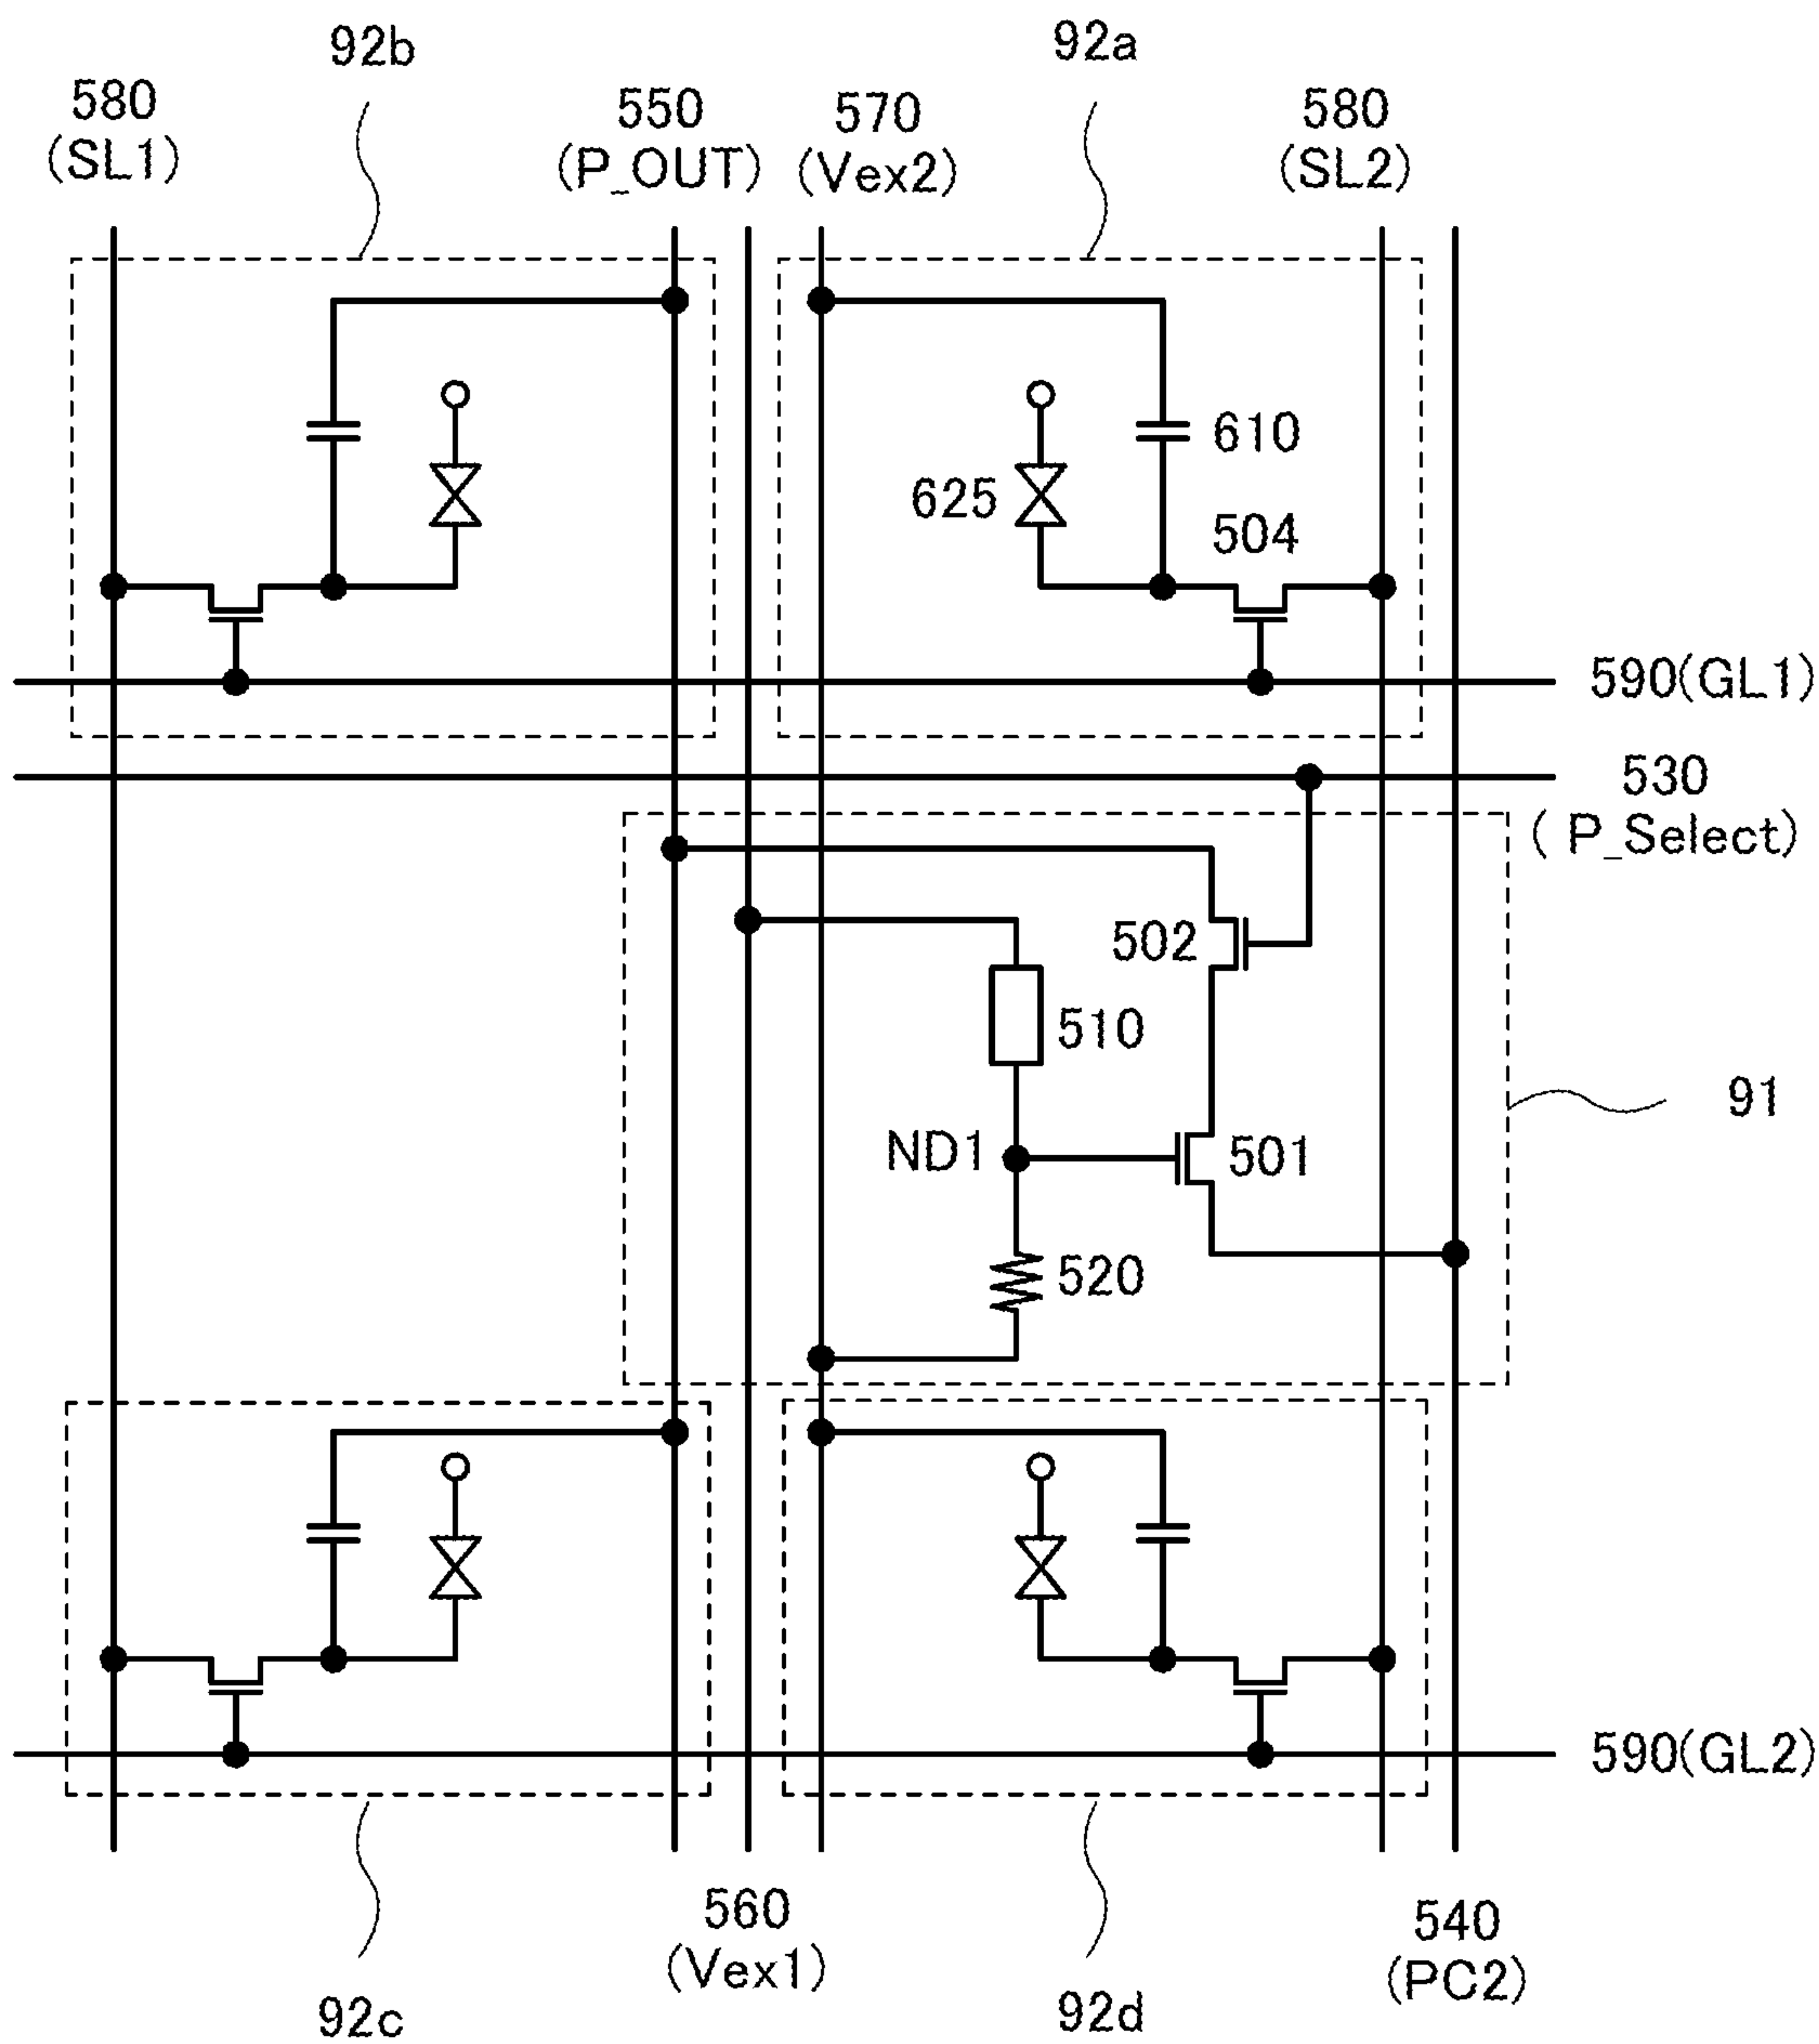 92b
92a
580
(SL1)
550
(P_OUT)
570
(Vex2)
580
(SL2)
610
625
504
590(GL1)
530
( P_Select)
502
510
91
ND1
501
520
590(GL2)
560
(Vex1)
540
(PC2)
92c
92d